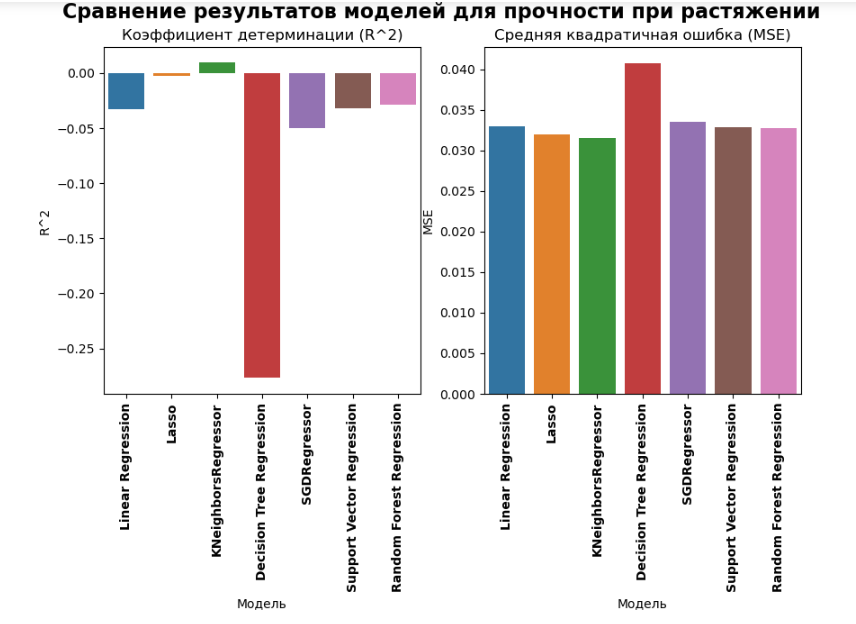 Сравнение результатов моделей для прочности при растяжении
Коэффициент детерминации (R^2)
0.00
−0.05
−0.10
−0.15
−0.20
−0.25
R^2
Linear Regression
Lasso
KNeighborsRegressor
Decision Tree Regression
SGDRegressor
Support Vector Regression
Random Forest Regression
Модель
Средняя квадратичная ошибка (MSE)
0.040
0.035
0.030
0.025
0.020
0.015
0.010
0.005
0.000
MSE
Linear Regression
Lasso
KNeighborsRegressor
Decision Tree Regression
SGDRegressor
Support Vector Regression
Random Forest Regression
Модель